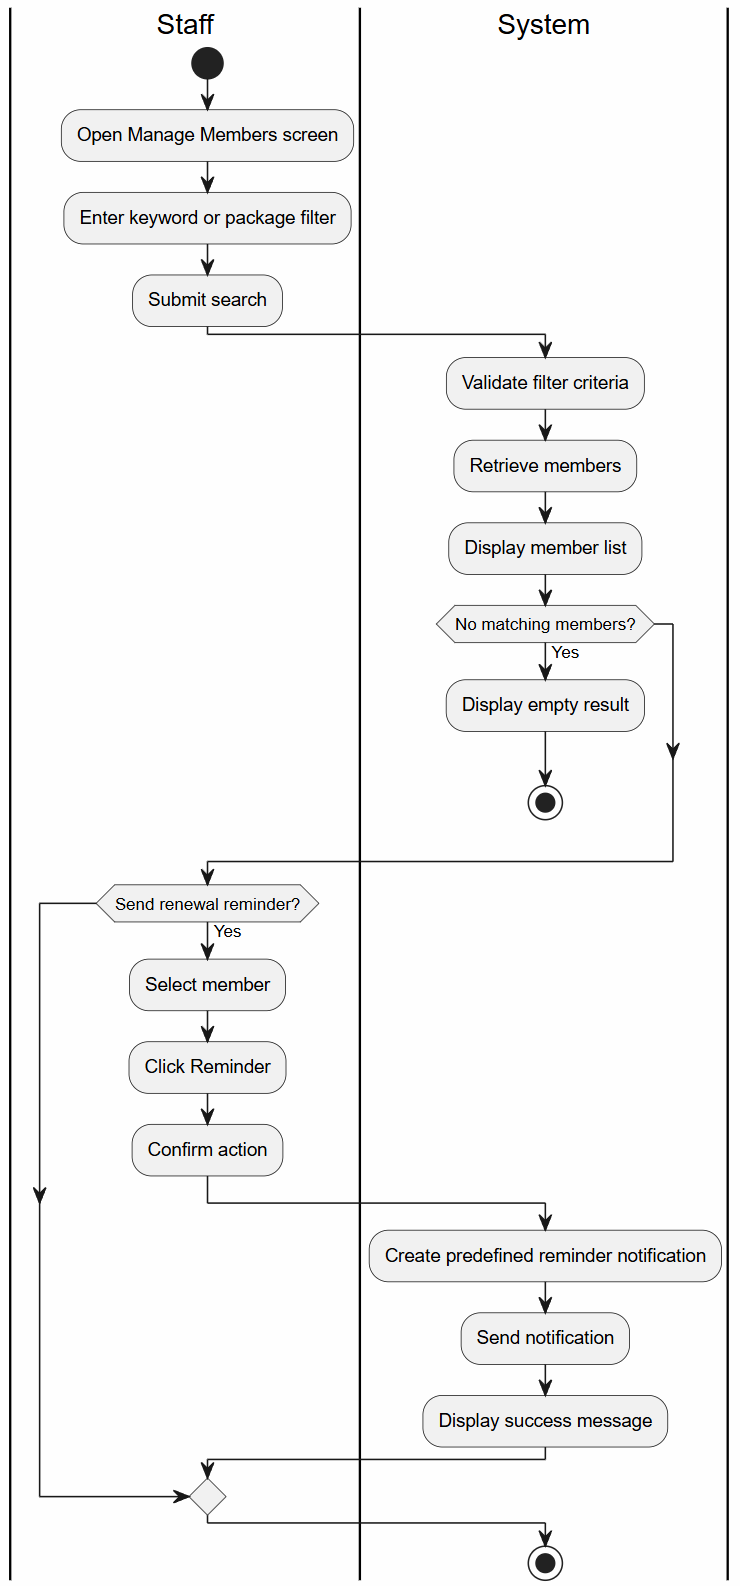 Staff
System
Open Manage Members screen
Enter keyword or package filter
Submit search
Validate filter criteria
Retrieve members
Display member list
No matching members?
Yes
Display empty result
Send renewal reminder?
Yes
Select member
Click Reminder
Confirm action
Create predefined reminder notification
Send notification
Display success message